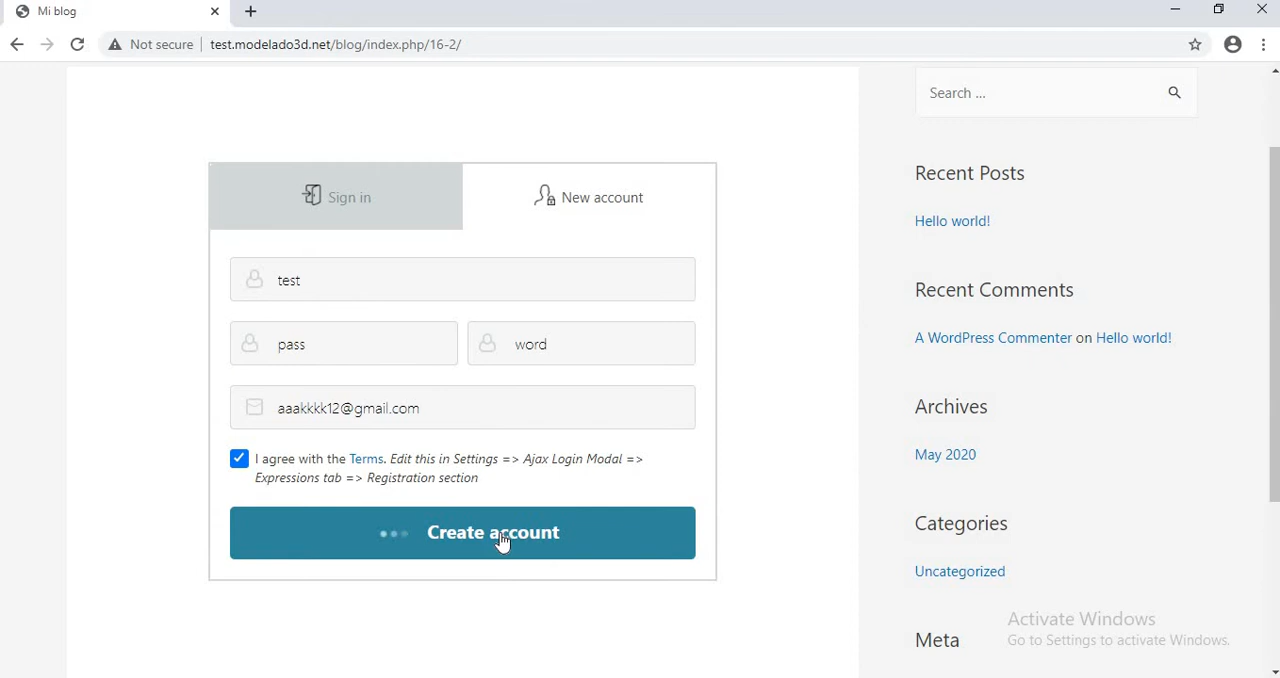 Mi blog
Not secure
test.modelado3d.net/blog/index.php/16-2/
Search ...
Sign in
New account
test
pass
word
aaakkkk12@gmail.com
I agree with the Terms. Edit this in Settings => Ajax Login Modal =>
Expressions tab => Registration section
Create account
Recent Posts
Hello world!
Recent Comments
A WordPress Commenter on Hello world!
Archives
May 2020
Categories
Uncategorized
Meta
Activate Windows
Go to Settings to activate Windows.